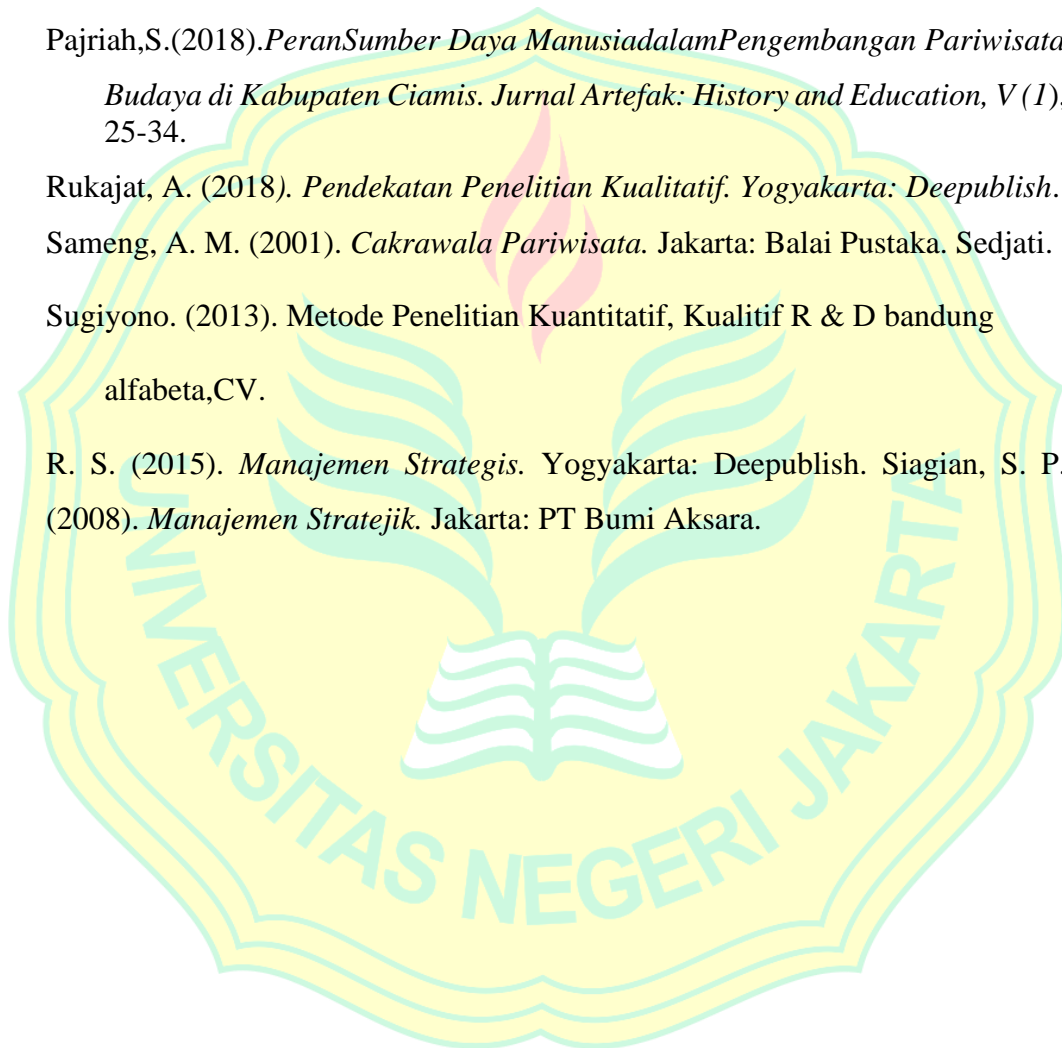 Pajriah,S.(2018).PeranSumber Daya ManusiadalamPengembangan Pariwisata
Budaya di Kabupaten Ciamis. Jurnal Artefak: History and Education, V (1),
25-34.
Rukajat, A. (2018). Pendekatan Penelitian Kualitatif. Yogyakarta: Deepublish.
Sameng, A. M. (2001). Cakrawala Pariwisata. Jakarta: Balai Pustaka. Sedjati.
Sugiyono. (2013). Metode Penelitian Kuantitatif, Kualitif R & D bandung
alfabeta,CV.
R. S. (2015). Manajemen Strategis. Yogyakarta: Deepublish. Siagian, S. P.
(2008). Manajemen Stratejik. Jakarta: PT Bumi Aksara.
UNIVERSITAS NEGERI JAKARTA